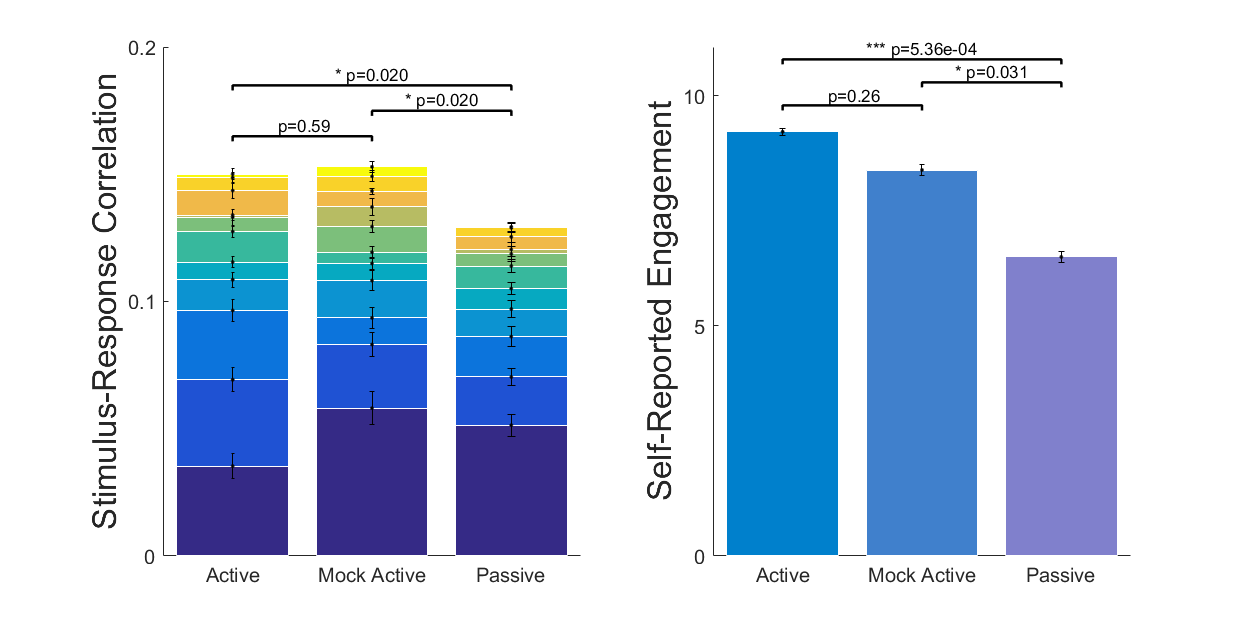 Stimulus-Response Correlation
0.2
0.1
0
* p=0.020
* p=0.020
p=0.59
Active
Mock Active
Passive
Self-Reported Engagement
10
5
0
*** p=5.36e-04
* p=0.031
p=0.26
Active
Mock Active
Passive